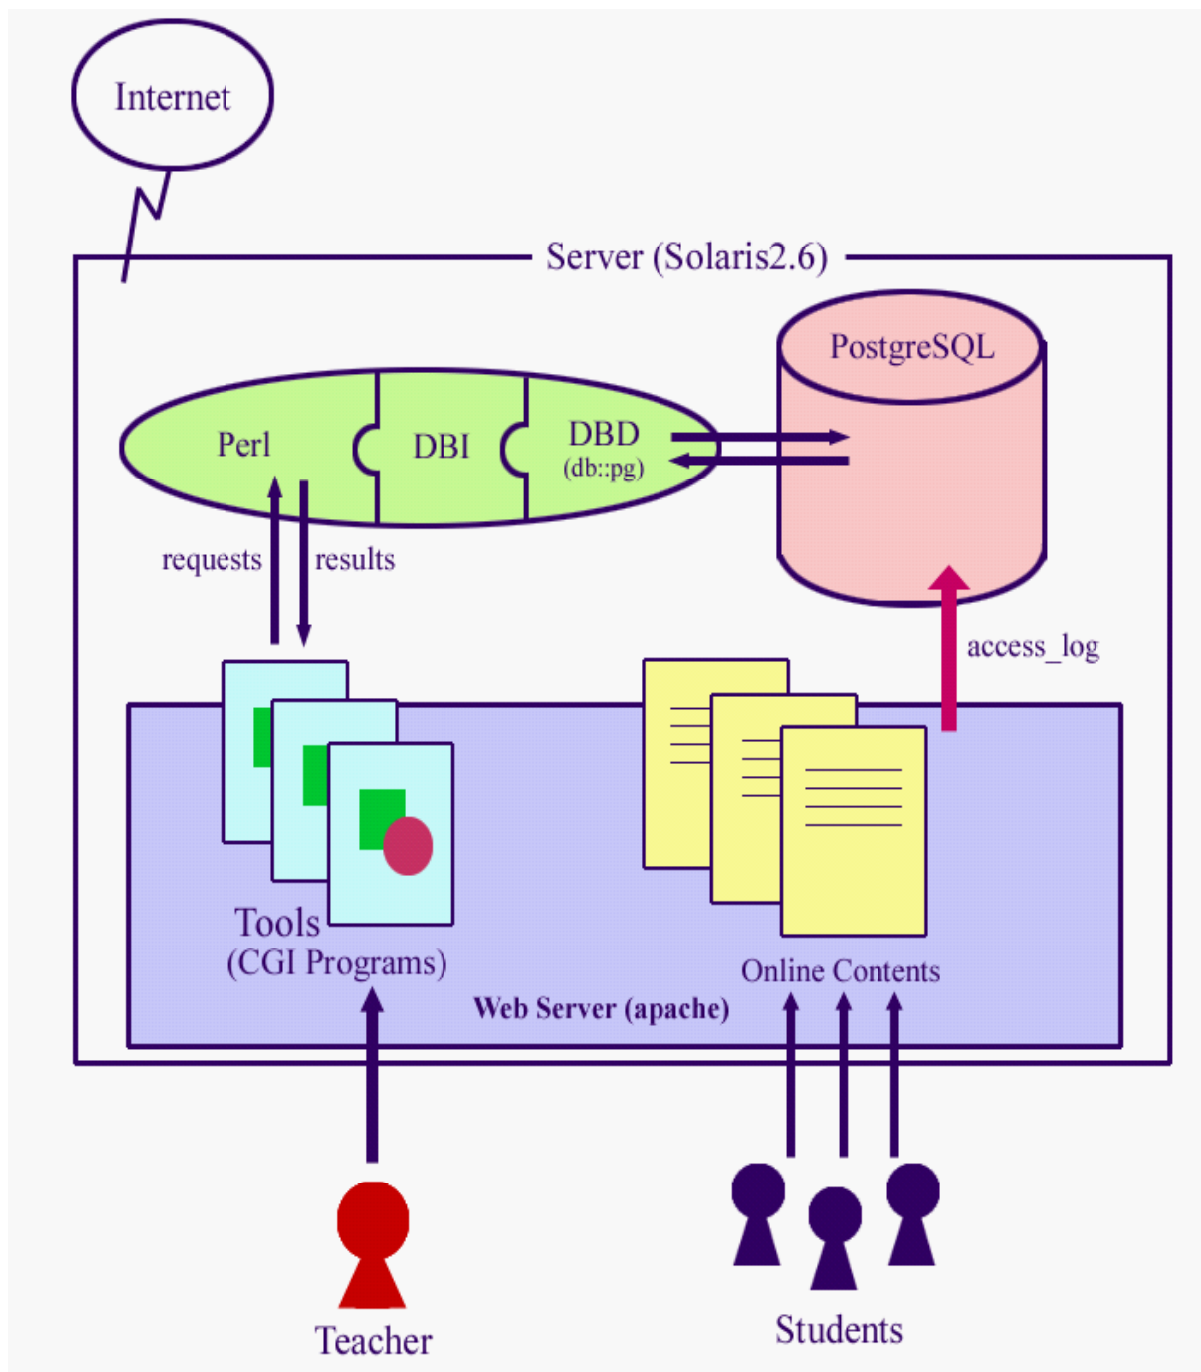 Internet
Server (Solaris2.6)
PostgreSQL
Perl
DBI
DBD
(db::pg)
requests
results
access_log
Tools
(CGI Programs)
Online Contents
Web Server (apache)
Teacher
Students